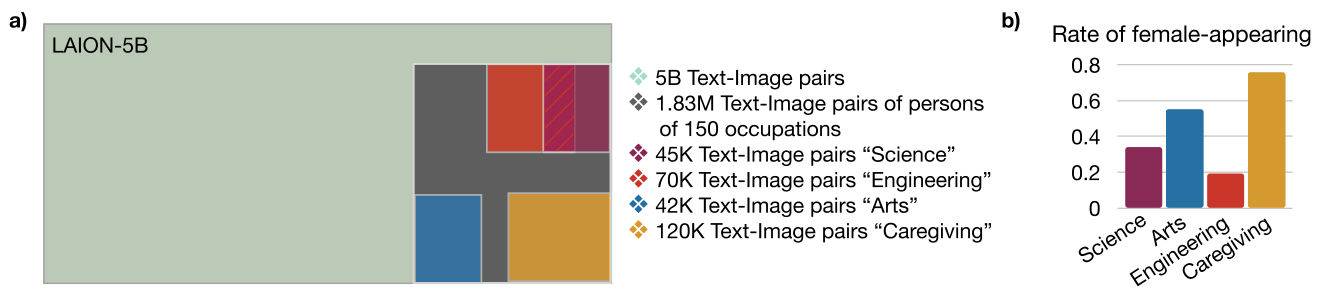 a)
LAION-5B
5B Text-Image pairs
1.83M Text-Image pairs of persons
of 150 occupations
45K Text-Image pairs “Science”
70K Text-Image pairs “Engineering”
42K Text-Image pairs “Arts”
120K Text-Image pairs “Caregiving”
b)
Rate of female-appearing
0.8
0.6
0.4
0.2
0
Science
Arts
Engineering
Caregiving